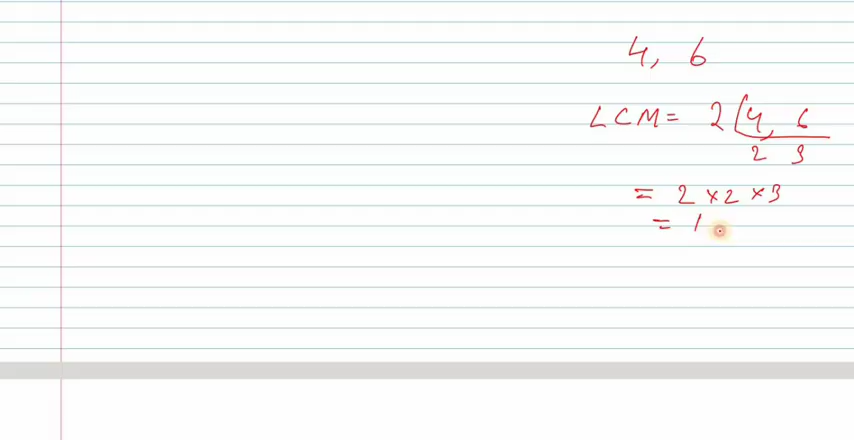 4, 6
LCM = 2 (4, 6
2 3
= 2 × 2 × 3
= 1